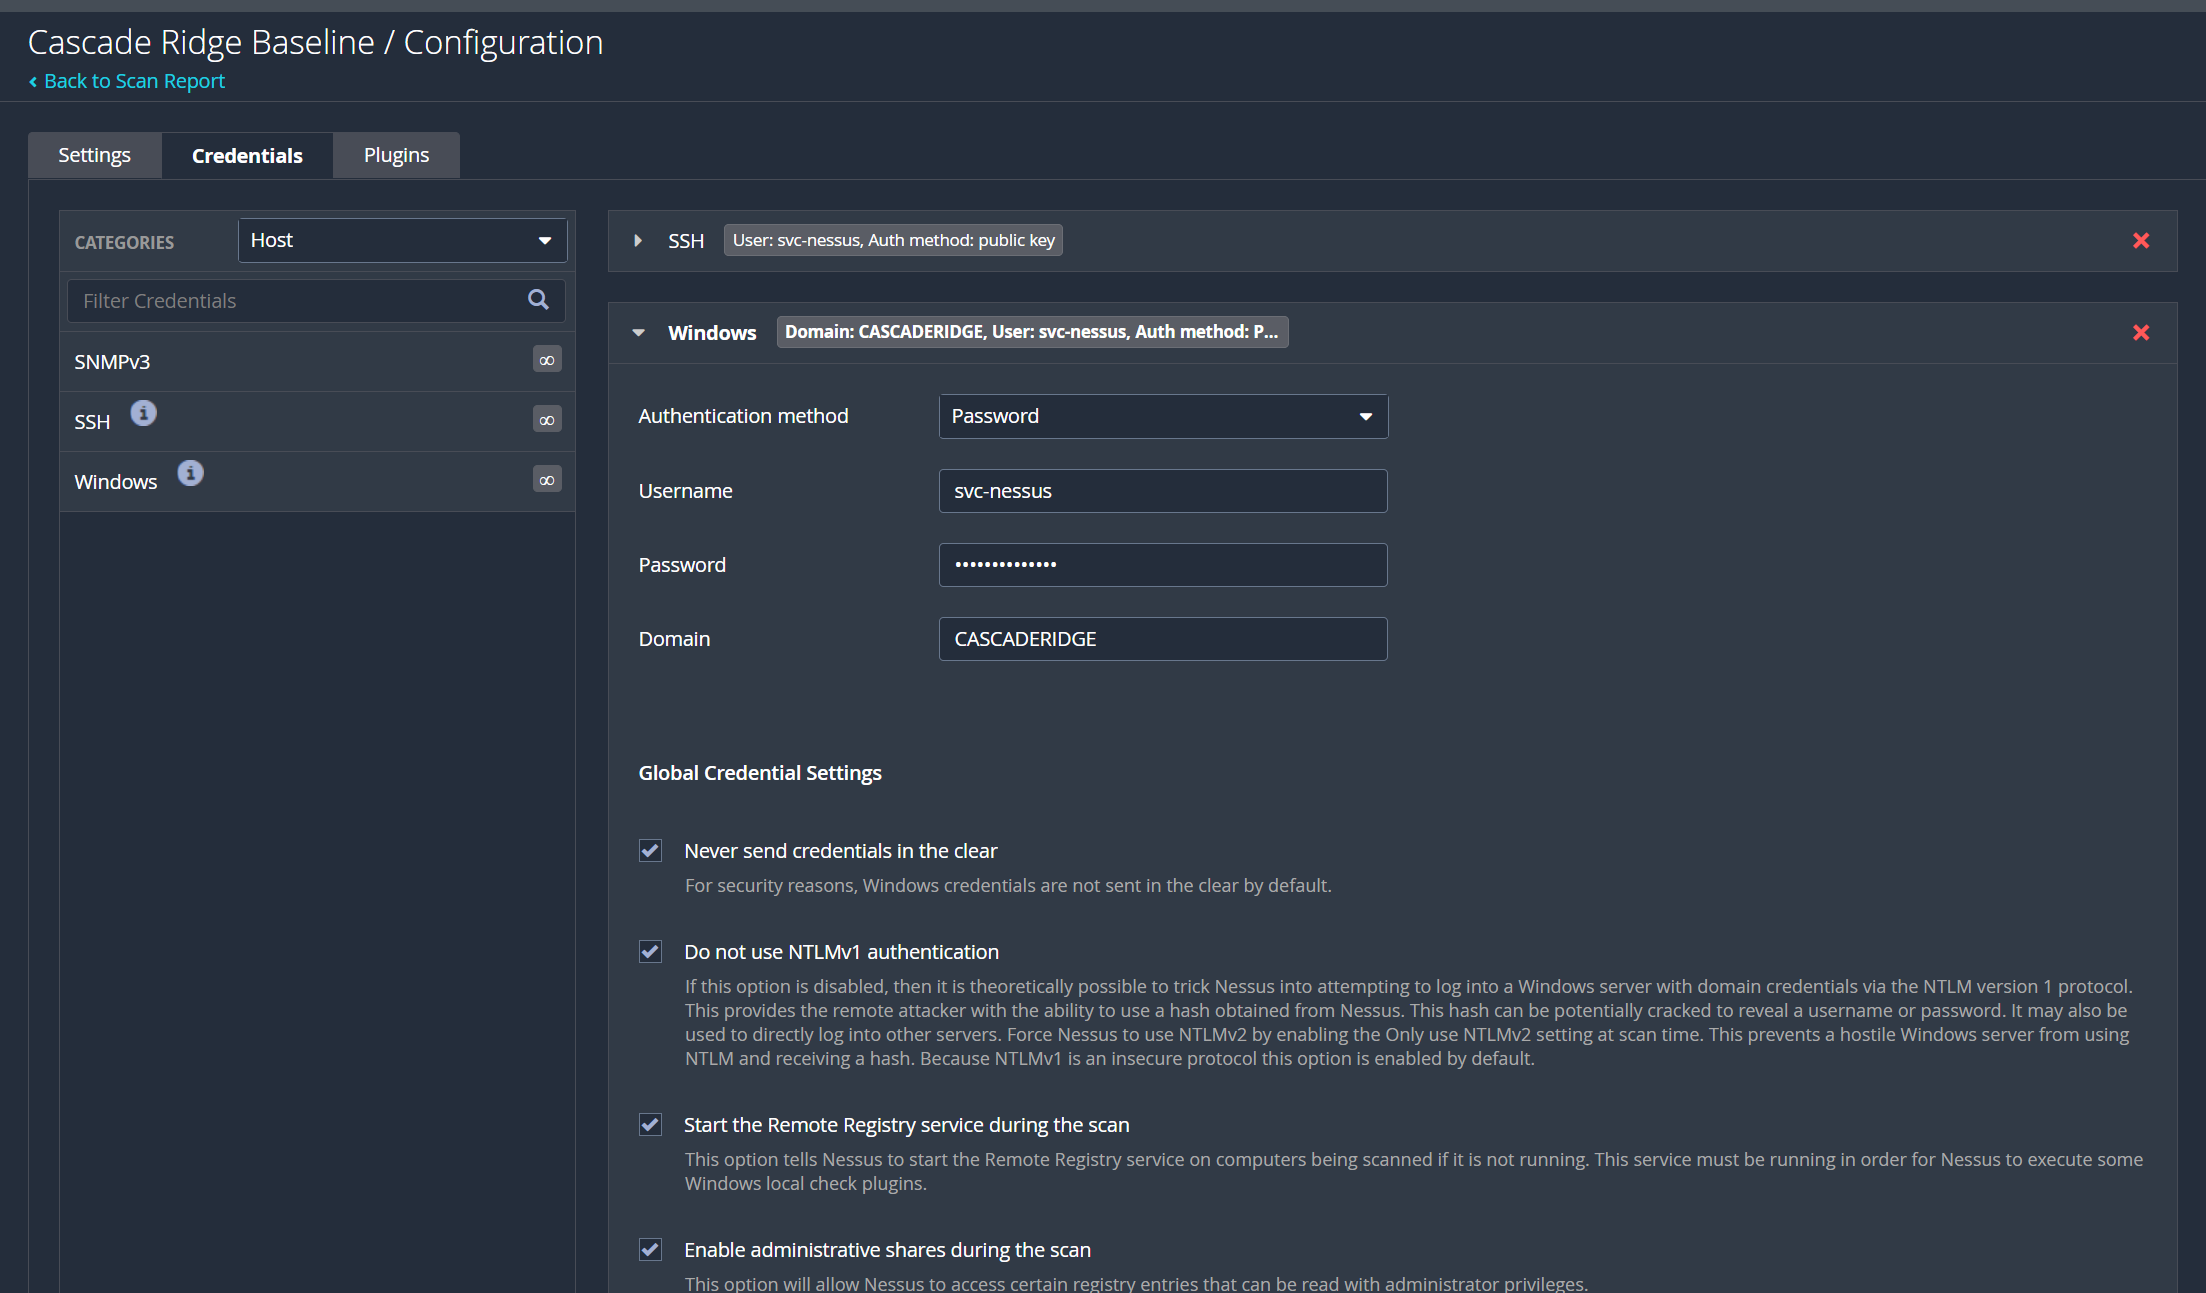 Cascade Ridge Baseline / Configuration
‹ Back to Scan Report
Settings
Credentials
Plugins
CATEGORIES
Host
Filter Credentials
SNMPv3
∞
SSH
∞
Windows
∞
SSH
User: svc-nessus, Auth method: public key
Windows
Domain: CASCADERIDGE, User: svc-nessus, Auth method: P...
Authentication method
Password
Username
svc-nessus
Password
••••••••••••••
Domain
CASCADERIDGE
Global Credential Settings
Never send credentials in the clear
For security reasons, Windows credentials are not sent in the clear by default.
Do not use NTLMv1 authentication
If this option is disabled, then it is theoretically possible to trick Nessus into attempting to log into a Windows server with domain credentials via the NTLM version 1 protocol.
This provides the remote attacker with the ability to use a hash obtained from Nessus. This hash can be potentially cracked to reveal a username or password. It may also be
used to directly log into other servers. Force Nessus to use NTLMv2 by enabling the Only use NTLMv2 setting at scan time. This prevents a hostile Windows server from using
NTLM and receiving a hash. Because NTLMv1 is an insecure protocol this option is enabled by default.
Start the Remote Registry service during the scan
This option tells Nessus to start the Remote Registry service on computers being scanned if it is not running. This service must be running in order for Nessus to execute some
Windows local check plugins.
Enable administrative shares during the scan
This option will allow Nessus to access certain registry entries that can be read with administrator privileges.